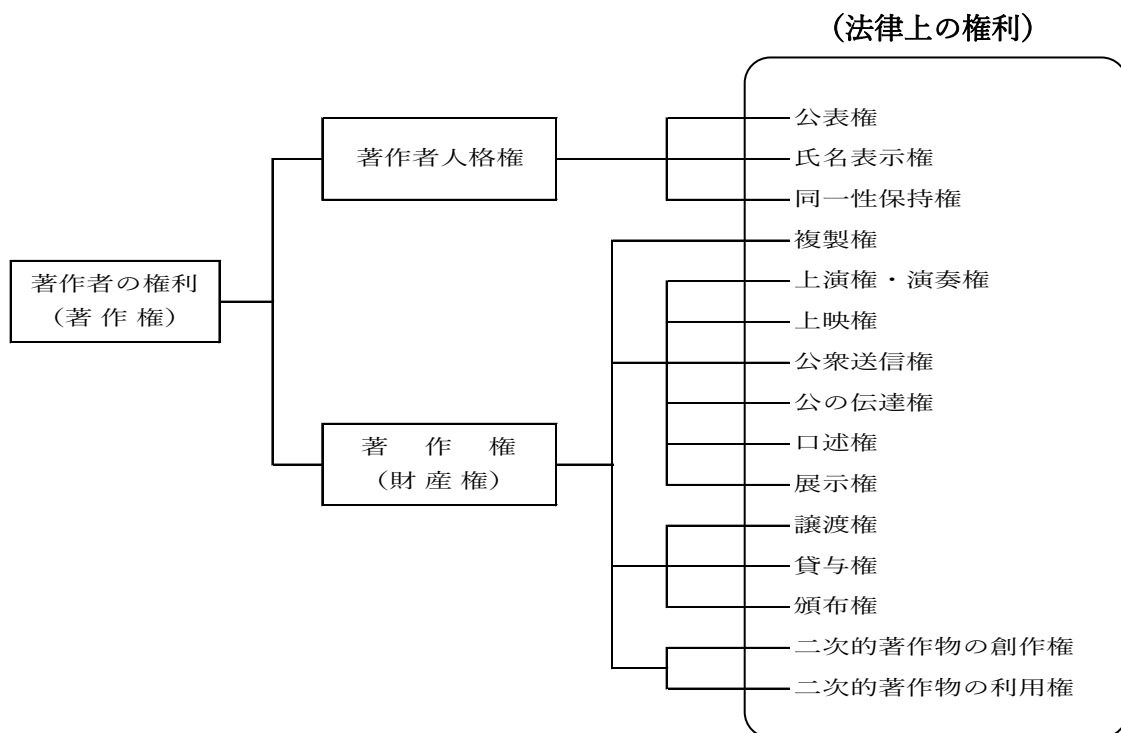 （法律上の権利）
公表権
著作者人格権
氏名表示権
同一性保持権
複製権
著作者の権利
（著作権）
上演権・演奏権
上映権
公衆送信権
公の伝達権
著作権
（財産権）
口述権
展示権
譲渡権
貸与権
頒布権
二次的著作物の創作権
二次的著作物の利用権